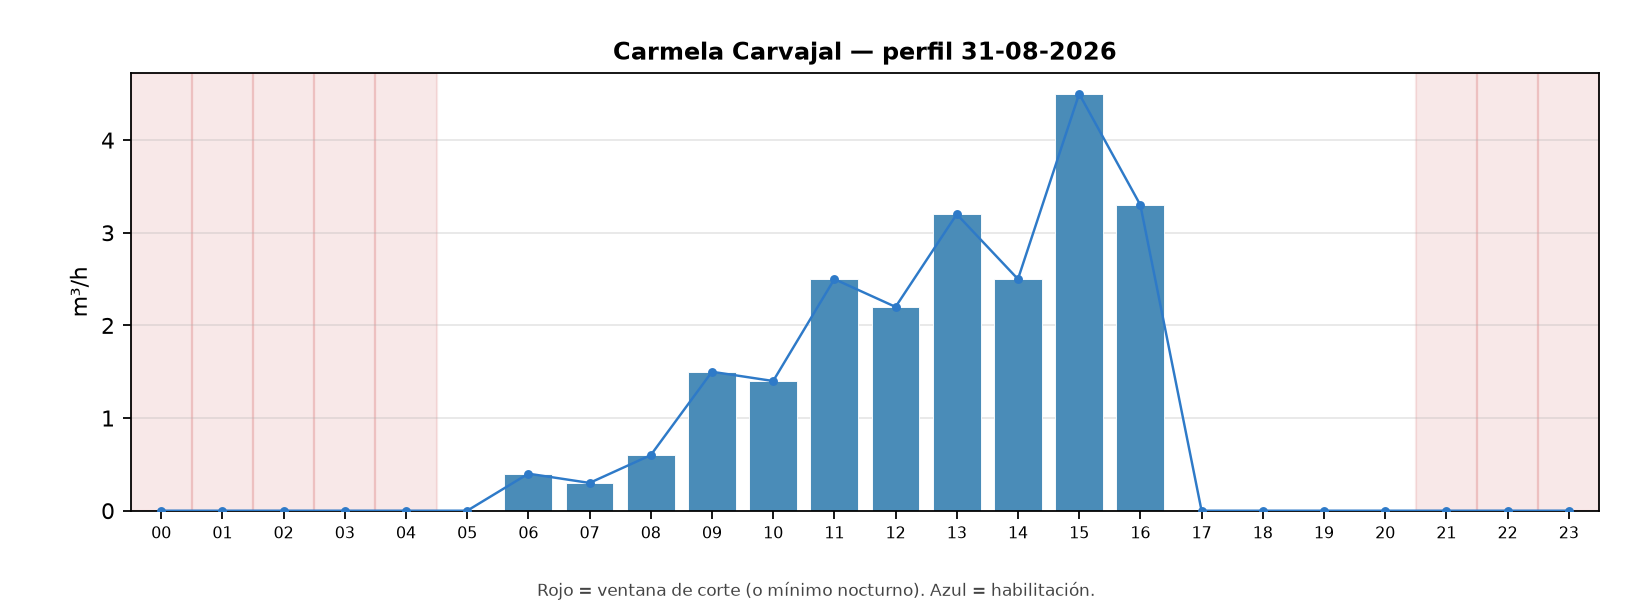 Carmela Carvajal — perfil 31-08-2026
m³/h
4
3
2
1
0
00 01 02 03 04 05 06 07 08 09 10 11 12 13 14 15 16 17 18 19 20 21 22 23
Rojo = ventana de corte (o mínimo nocturno). Azul = habilitación.